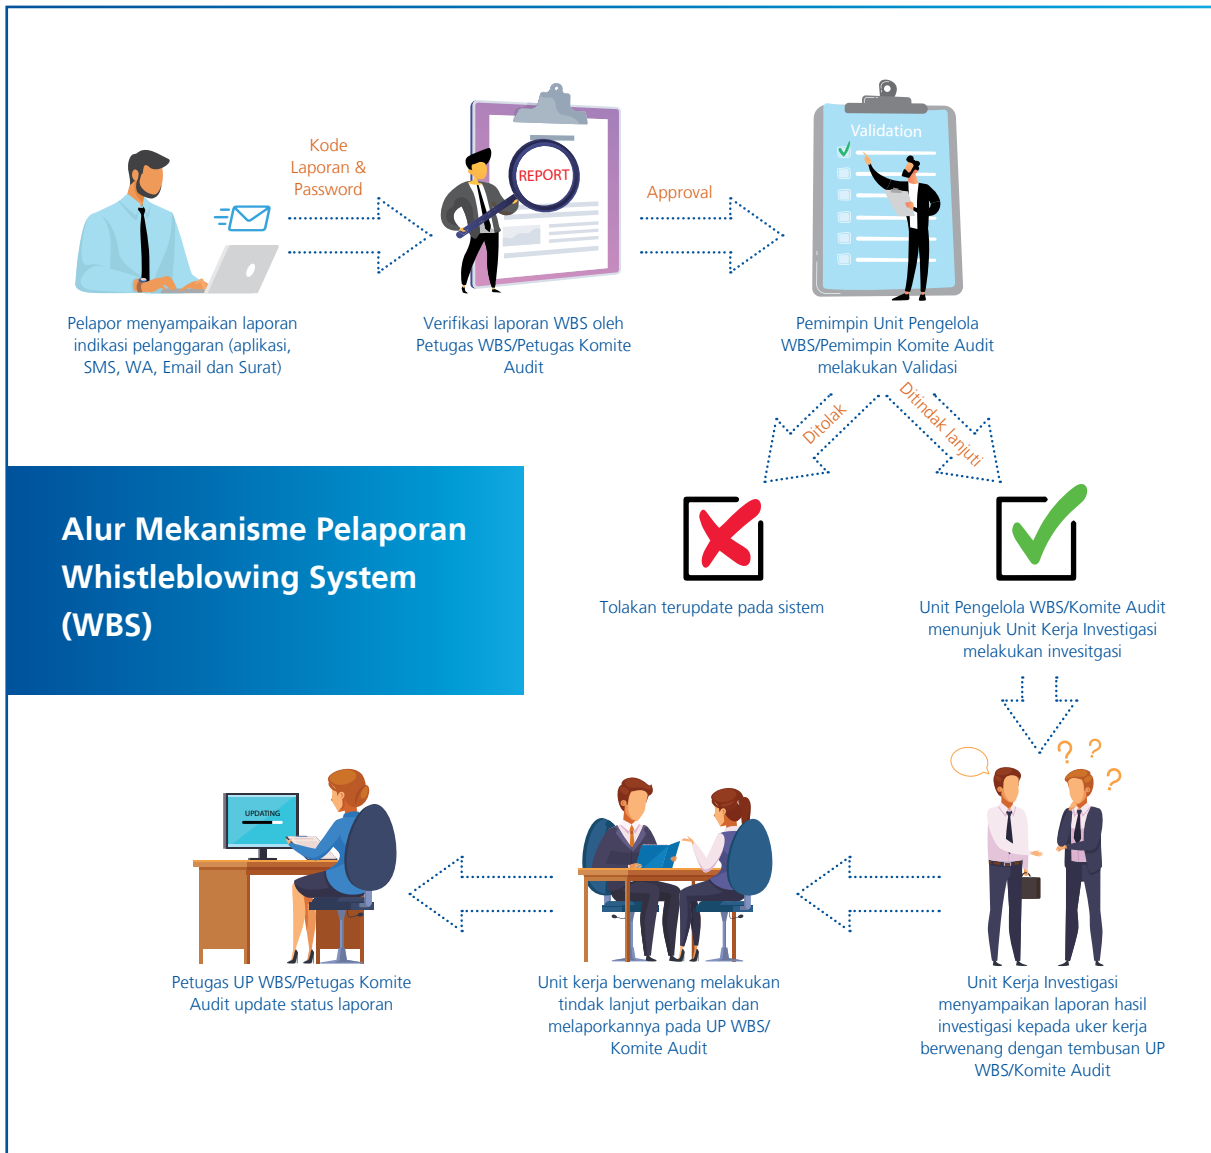 Kode
Laporan &
Password
REPORT
Approval
Validation
Pelapor menyampaikan laporan
indikasi pelanggaran (aplikasi,
SMS, WA, Email dan Surat)
Verifikasi laporan WBS oleh
Petugas WBS/Petugas Komite
Audit
Pemimpin Unit Pengelola
WBS/Pemimpin Komite Audit
melakukan Validasi
Ditolak
Ditindak lanjuti
Alur Mekanisme Pelaporan
Whistleblowing System
(WBS)
Tolakan terupdate pada sistem
Unit Pengelola WBS/Komite Audit
menunjuk Unit Kerja Investigasi
melakukan invesitgasi
? ? ?
UPDATING
Petugas UP WBS/Petugas Komite
Audit update status laporan
Unit kerja berwenang melakukan
tindak lanjut perbaikan dan
melaporkannya pada UP WBS/
Komite Audit
Unit Kerja Investigasi
menyampaikan laporan hasil
investigasi kepada uker kerja
berwenang dengan tembusan UP
WBS/Komite Audit